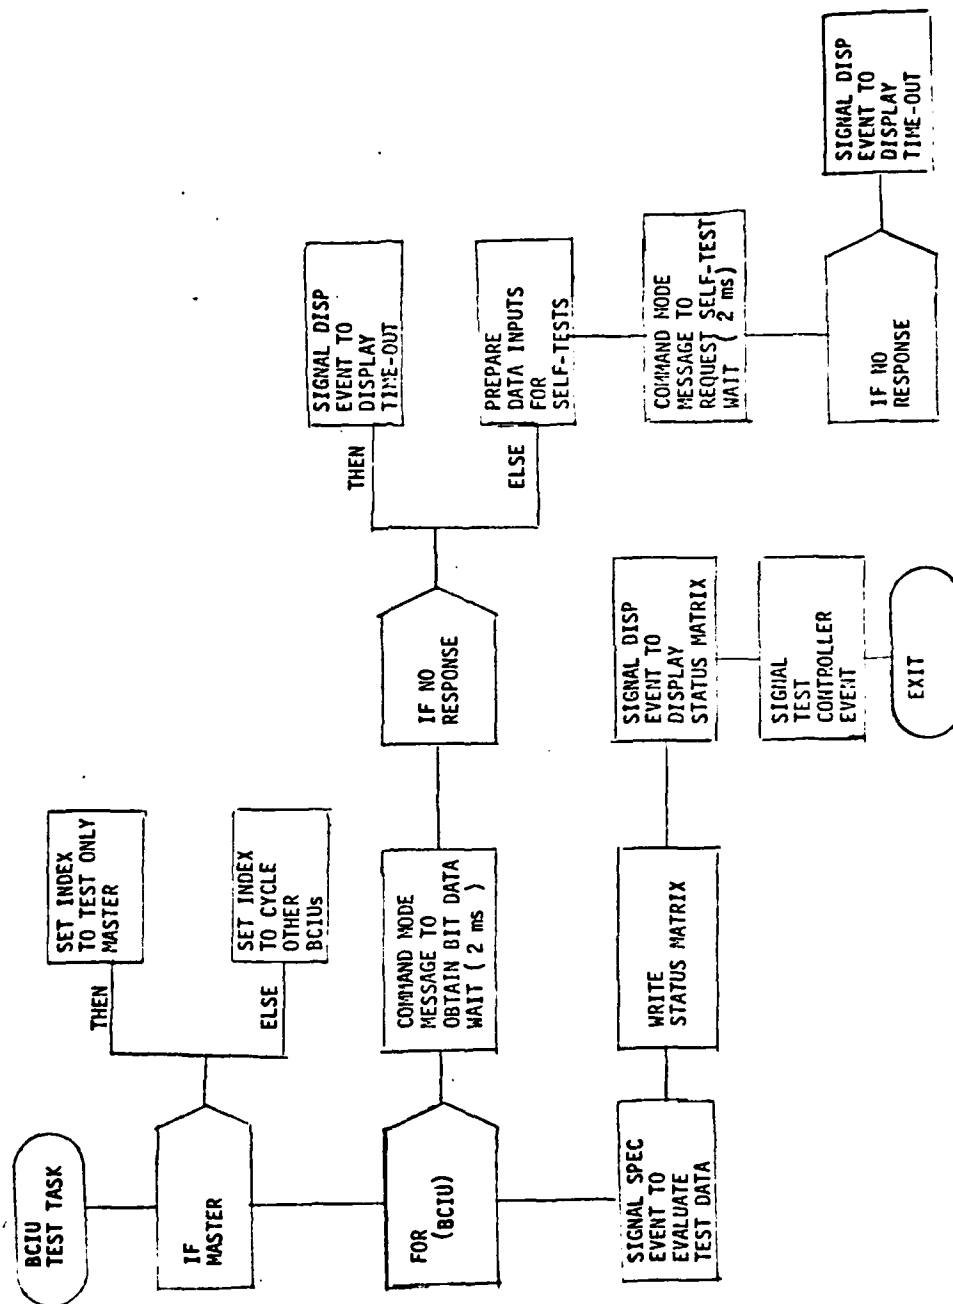 BCIU
TEST TASK
IF
MASTER
THEN
SET INDEX
TO TEST ONLY
MASTER
ELSE
SET INDEX
TO CYCLE
OTHER
BCIUs
FOR
(BCIU)
COMMAND MODE
MESSAGE TO
OBTAIN BIT DATA
WAIT ( 2 ms )
IF NO
RESPONSE
THEN
SIGNAL DISP
EVENT TO
DISPLAY
TIME-OUT
ELSE
PREPARE
DATA INPUTS
FOR
SELF-TESTS
COMMAND MODE
MESSAGE TO
REQUEST SELF-TEST
WAIT ( 2 ms)
IF NO
RESPONSE
SIGNAL DISP
EVENT TO
DISPLAY
TIME-OUT
SIGNAL SPEC
EVENT TO
EVALUATE
TEST DATA
WRITE
STATUS MATRIX
SIGNAL DISP
EVENT TO
DISPLAY
STATUS MATRIX
SIGNAL
TEST
CONTROLLER
EVENT
EXIT